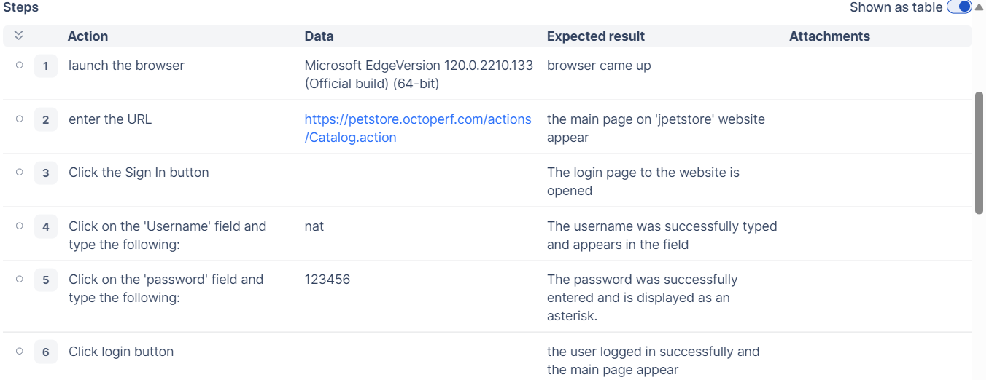 Steps
Shown as table
Action Data Expected result Attachments
1 launch the browser Microsoft EdgeVersion 120.0.2210.133 browser came up
(Official build) (64-bit)
2 enter the URL https://petstore.octoperf.com/actions the main page on 'jpetstore' website
/Catalog.action appear
3 Click the Sign In button The login page to the website is
opened
4 Click on the 'Username' field and nat The username was successfully typed
type the following: and appears in the field
5 Click on the 'password' field and 123456 The password was successfully
type the following: entered and is displayed as an
asterisk.
6 Click login button the user logged in successfully and
the main page appear